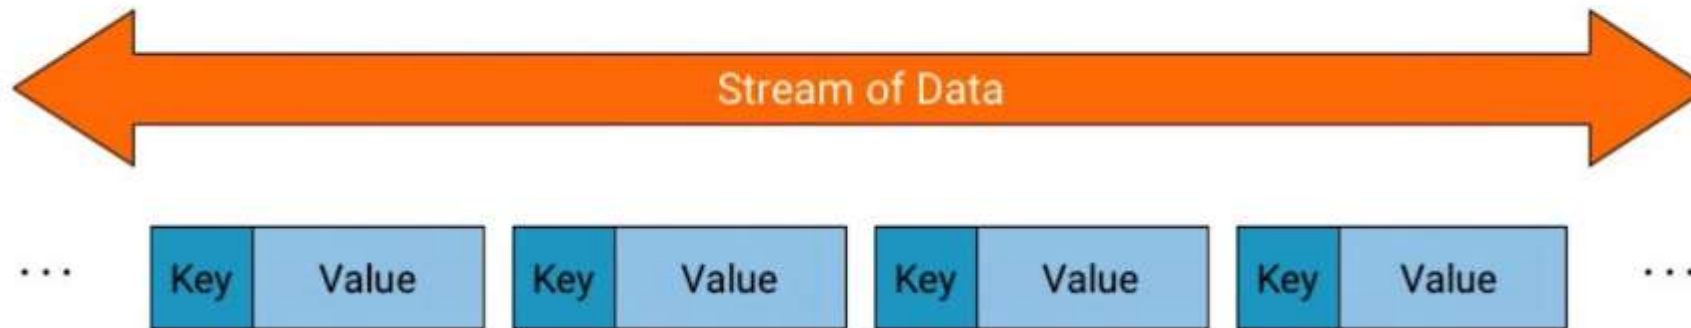 Stream of Data
... Key Value Key Value Key Value Key Value ...